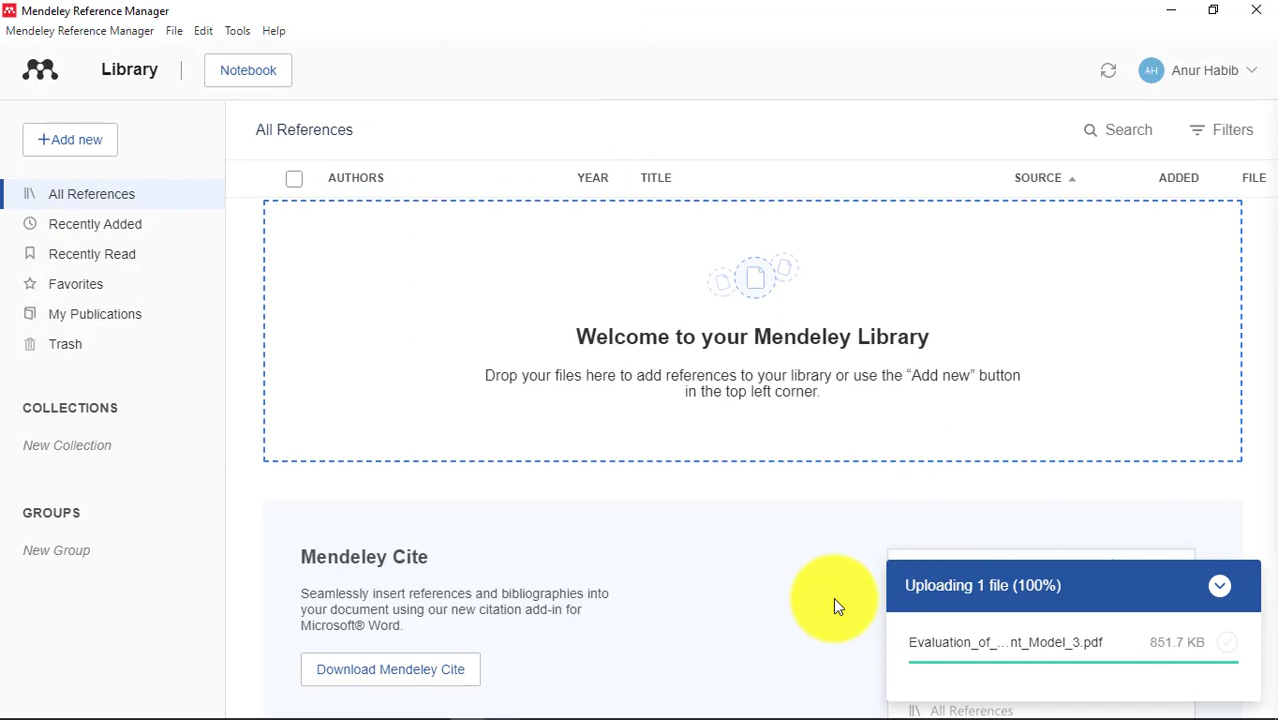 Mendeley Reference Manager
Mendeley Reference Manager File Edit Tools Help
Library Notebook
AH Anur Habib
+Add new
All References
Search
Filters
AUTHORS YEAR TITLE SOURCE ADDED FILE
All References
Recently Added
Recently Read
Favorites
My Publications
Trash
COLLECTIONS
New Collection
GROUPS
New Group
Welcome to your Mendeley Library
Drop your files here to add references to your library or use the “Add new” button
in the top left corner.
Mendeley Cite
Seamlessly insert references and bibliographies into
your document using our new citation add-in for
Microsoft® Word.
Download Mendeley Cite
Uploading 1 file (100%)
Evaluation_of_...nt_Model_3.pdf 851.7 KB
All References